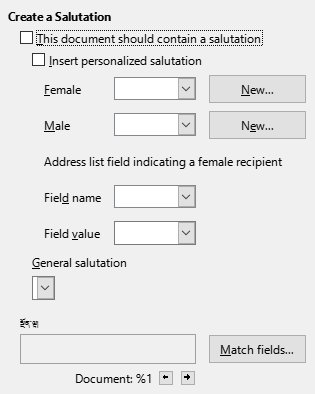 Create a Salutation
This document should contain a salutation
Insert personalized salutation
Female
New...
Male
New...
Address list field indicating a female recipient
Field name
Field value
General salutation
སྔོན་ལྟ
Match fields...
Document: %1